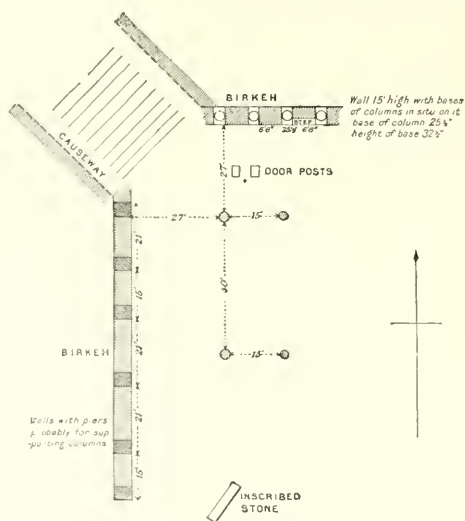 BIRKEH
Wall 15' high with bases
of columns in situ on it
base of column 25½"
height of base 32½"
6'8"
25½
STEP
6'8"
CAUSEWAY
27'
DOOR POSTS
27'
15'
21'
40'
15'
21'
BIRKEH
15'
21'
Walls with piers
probably for sup
-porting columns
15'
INSCRIBED
STONE